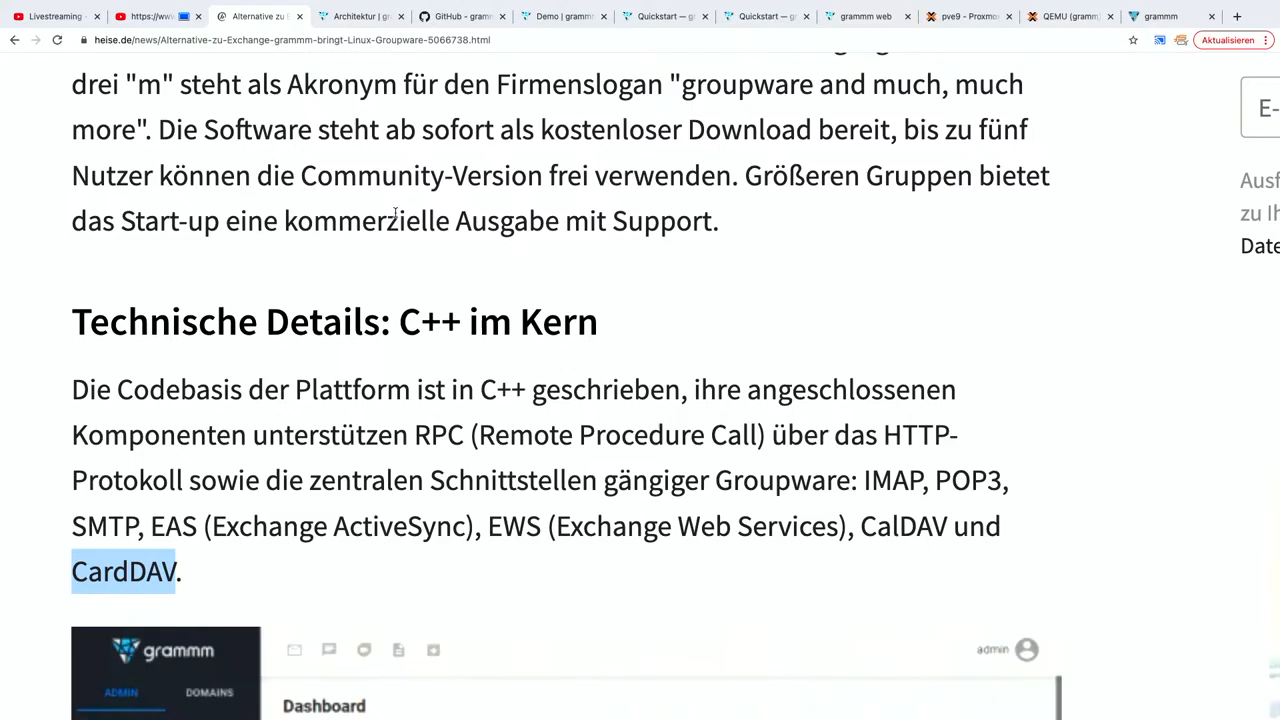 Livestreaming -
https://www.
Alternative zu E
Architektur | gr
GitHub - gramm
Demo | gramm
Quickstart — gr
Quickstart — gr
grammm web
pve9 - Proxmo
QEMU (gramm
grammm
heise.de/news/Alternative-zu-Exchange-grammm-bringt-Linux-Groupware-5066738.html
Aktualisieren
drei "m" steht als Akronym für den Firmenslogan "groupware and much, much
more". Die Software steht ab sofort als kostenloser Download bereit, bis zu fünf
Nutzer können die Community-Version frei verwenden. Größeren Gruppen bietet
das Start-up eine kommerzielle Ausgabe mit Support.
E-
Ausf
zu Ih
Date
Technische Details: C++ im Kern
Die Codebasis der Plattform ist in C++ geschrieben, ihre angeschlossenen
Komponenten unterstützen RPC (Remote Procedure Call) über das HTTP-
Protokoll sowie die zentralen Schnittstellen gängiger Groupware: IMAP, POP3,
SMTP, EAS (Exchange ActiveSync), EWS (Exchange Web Services), CalDAV und
CardDAV.
grammm
admin
ADMIN DOMAINS
Dashboard